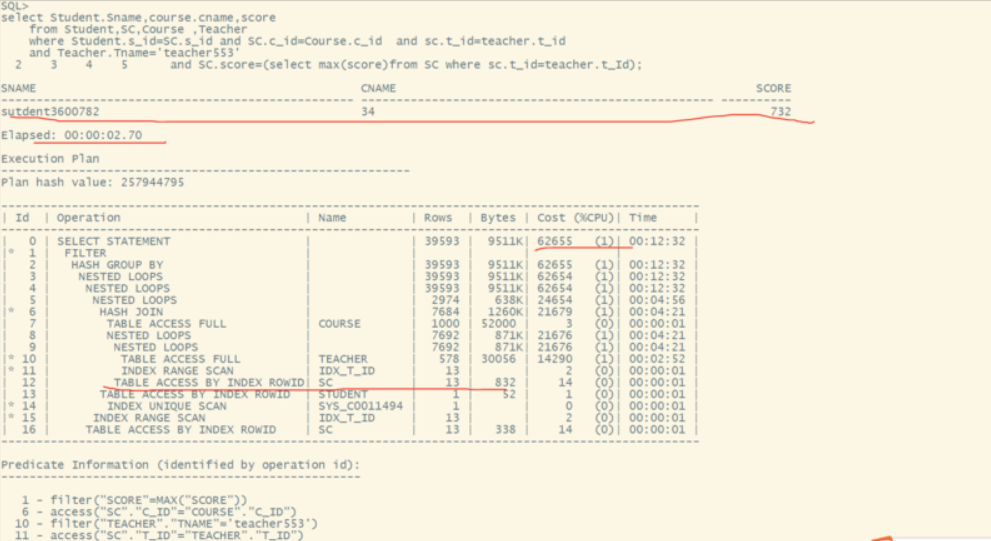 SQL>
select Student.Sname,course.cname,score
from Student,SC,Course ,Teacher
where Student.s_id=SC.s_id and SC.c_id=Course.c_id and sc.t_id=teacher.t_id
and Teacher.Tname='teacher553'
2 3 4 5 and SC.score=(select max(score)from SC where sc.t_id=teacher.t_Id);
SNAME CNAME SCORE
-------------------------------------------------- -------------------------------------------------- ----------
sutdent3600782 34 732
Elapsed: 00:00:02.70
Execution Plan
----------------------------------------------------------
Plan hash value: 257944795
| Id | Operation | Name | Rows | Bytes | Cost (%CPU)| Time |
| 0 | SELECT STATEMENT | | 39593 | 9511K| 62655 (1)| 00:12:32 |
|* 1 | FILTER | | | | | |
| 2 | HASH GROUP BY | | 39593 | 9511K| 62655 (1)| 00:12:32 |
| 3 | NESTED LOOPS | | 39593 | 9511K| 62654 (1)| 00:12:32 |
| 4 | NESTED LOOPS | | 39593 | 9511K| 62654 (1)| 00:12:32 |
| 5 | NESTED LOOPS | | 2974 | 638K| 24654 (1)| 00:04:56 |
|* 6 | HASH JOIN | | 7684 | 1260K| 21679 (1)| 00:04:21 |
| 7 | TABLE ACCESS FULL | COURSE | 1000 | 52000 | 3 (0)| 00:00:01 |
| 8 | NESTED LOOPS | | 7692 | 871K| 21676 (1)| 00:04:21 |
| 9 | NESTED LOOPS | | 7692 | 871K| 21676 (1)| 00:04:21 |
|* 10 | TABLE ACCESS FULL | TEACHER | 578 | 30056 | 14290 (1)| 00:02:52 |
|* 11 | INDEX RANGE SCAN | IDX_T_ID | 13 | | 2 (0)| 00:00:01 |
| 12 | TABLE ACCESS BY INDEX ROWID| SC | 13 | 832 | 14 (0)| 00:00:01 |
| 13 | TABLE ACCESS BY INDEX ROWID | STUDENT | 1 | 52 | 1 (0)| 00:00:01 |
|* 14 | INDEX UNIQUE SCAN | SYS_C0011494 | 1 | | 0 (0)| 00:00:01 |
|* 15 | INDEX RANGE SCAN | IDX_T_ID | 13 | | 2 (0)| 00:00:01 |
| 16 | TABLE ACCESS BY INDEX ROWID | SC | 13 | 338 | 14 (0)| 00:00:01 |
Predicate Information (identified by operation id):
---------------------------------------------------
1 - filter("SCORE"=MAX("SCORE"))
6 - access("SC"."C_ID"="COURSE"."C_ID")
10 - filter("TEACHER"."TNAME"='teacher553')
11 - access("SC"."T_ID"="TEACHER"."T_ID")